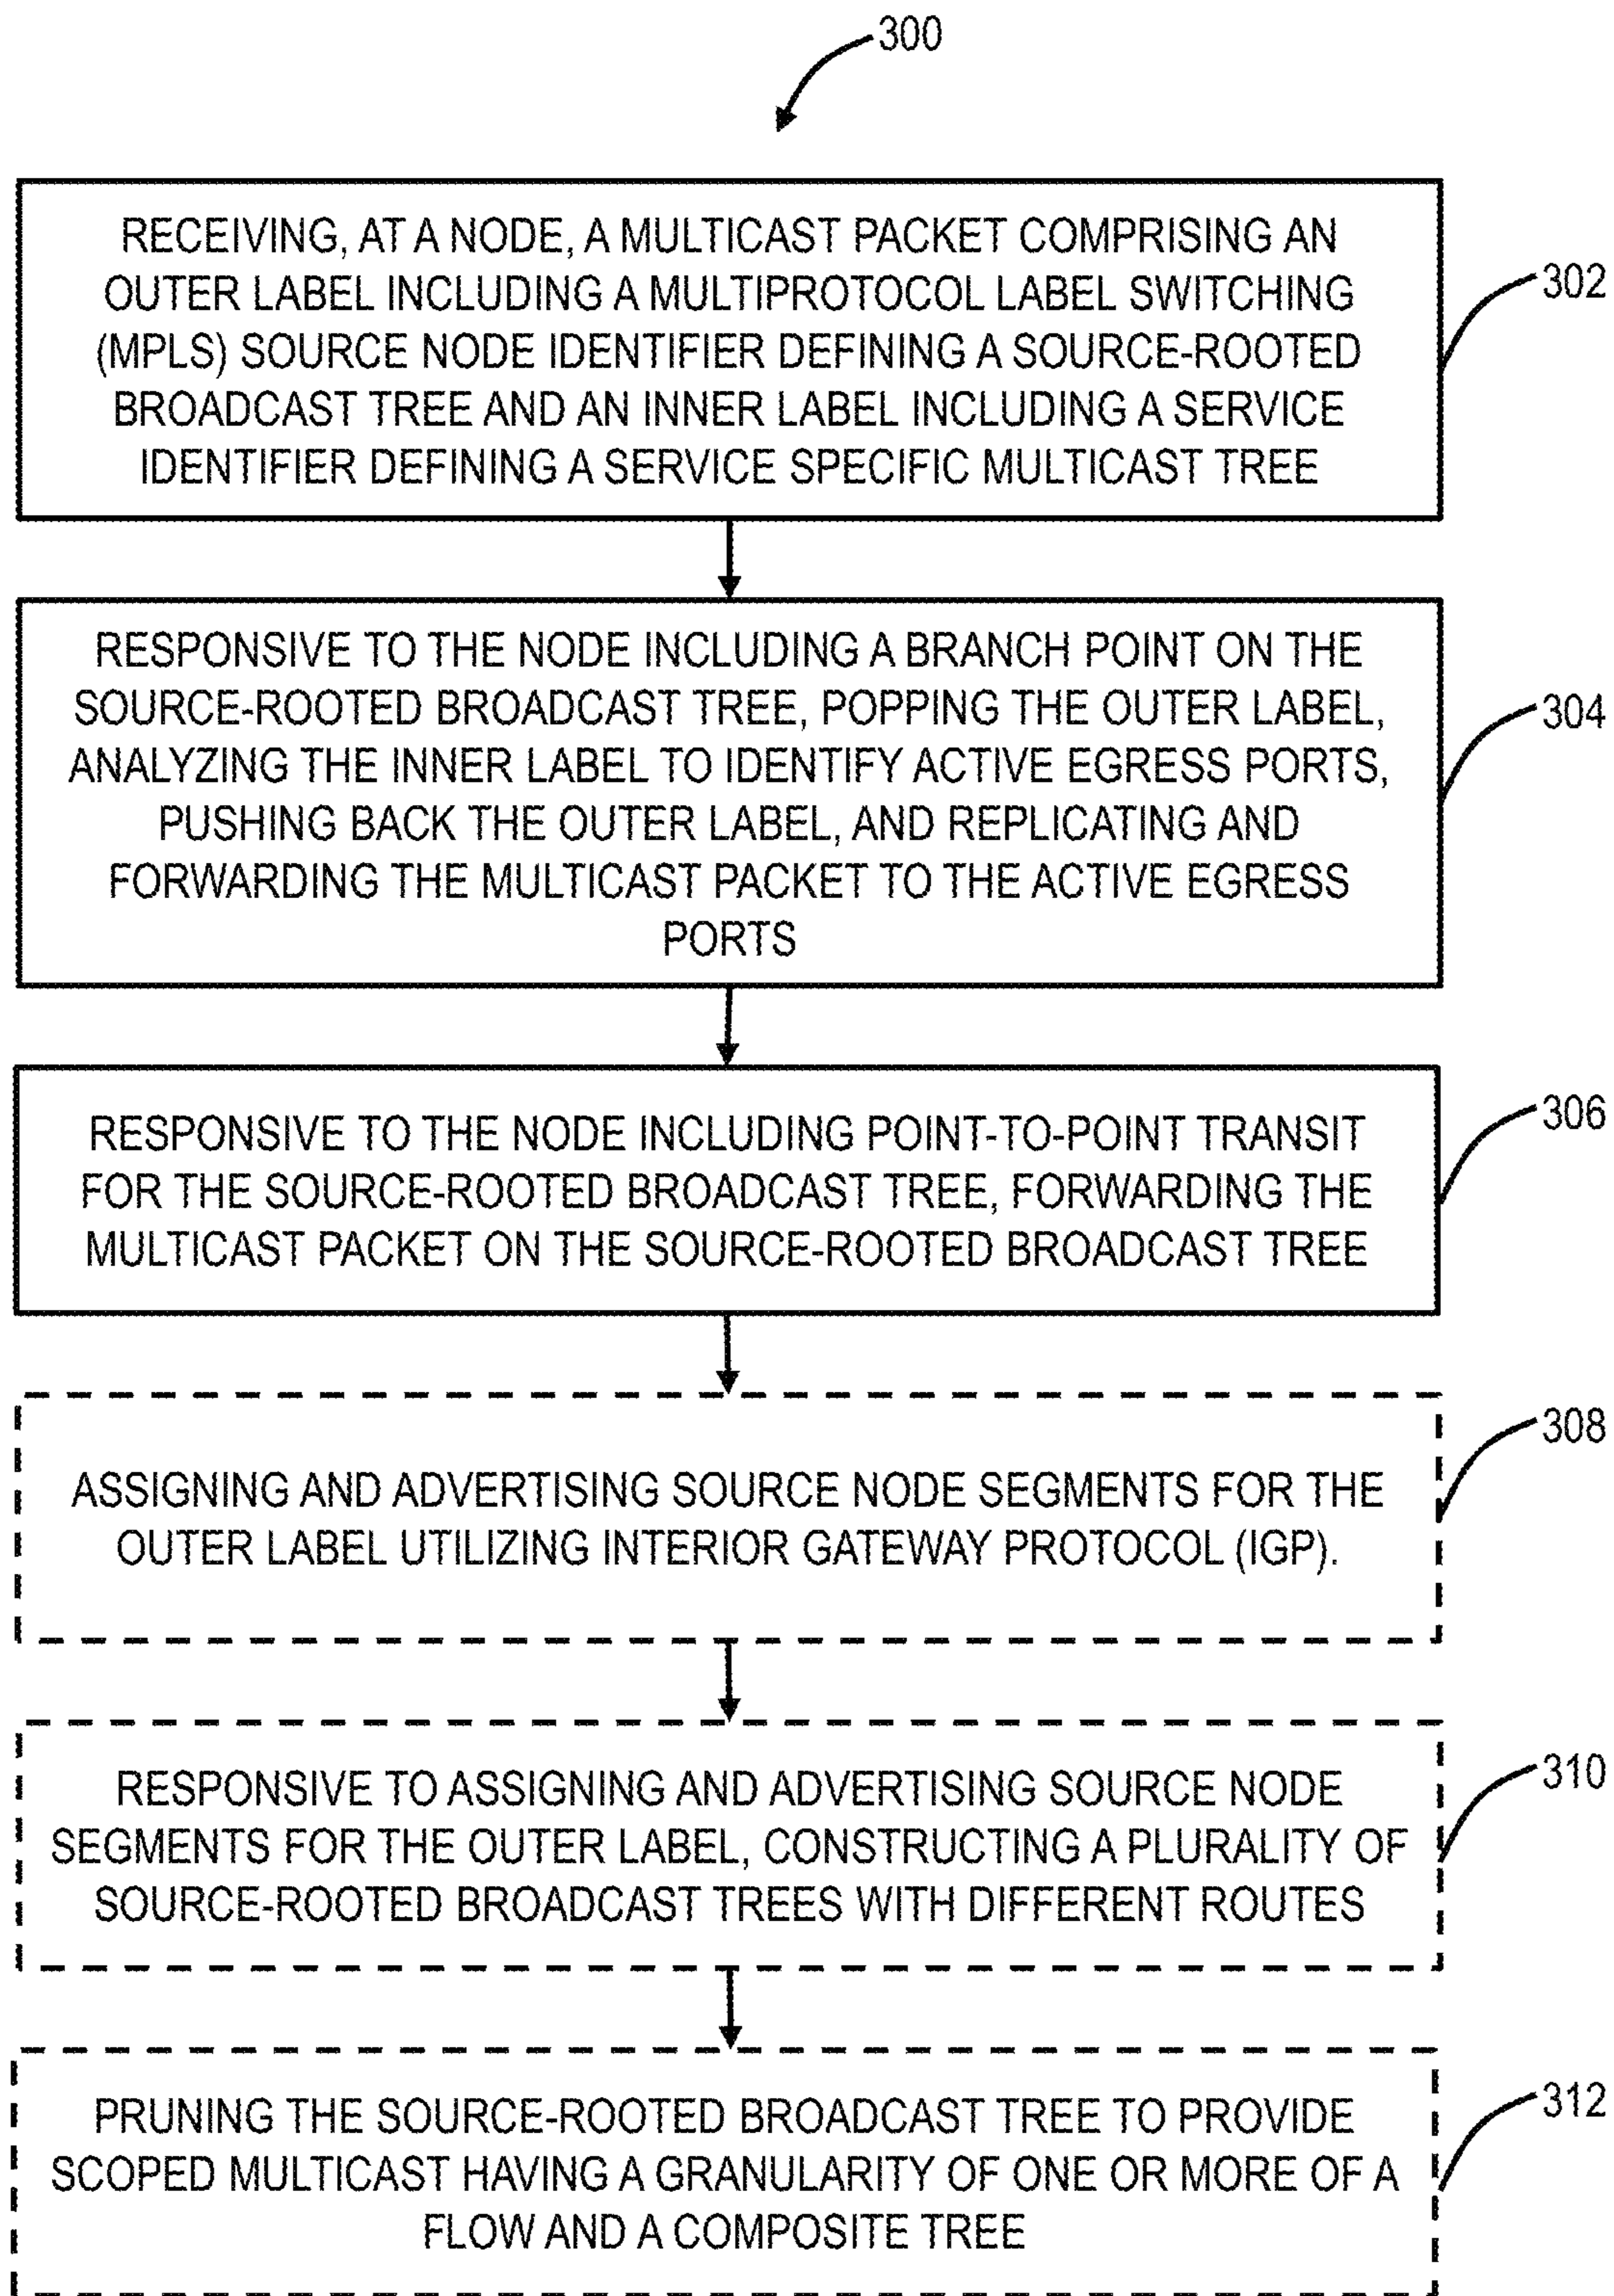 300
RECEIVING, AT A NODE, A MULTICAST PACKET COMPRISING AN
OUTER LABEL INCLUDING A MULTIPROTOCOL LABEL SWITCHING
(MPLS) SOURCE NODE IDENTIFIER DEFINING A SOURCE-ROOTED
BROADCAST TREE AND AN INNER LABEL INCLUDING A SERVICE
IDENTIFIER DEFINING A SERVICE SPECIFIC MULTICAST TREE
302
RESPONSIVE TO THE NODE INCLUDING A BRANCH POINT ON THE
SOURCE-ROOTED BROADCAST TREE, POPPING THE OUTER LABEL,
ANALYZING THE INNER LABEL TO IDENTIFY ACTIVE EGRESS PORTS,
PUSHING BACK THE OUTER LABEL, AND REPLICATING AND
FORWARDING THE MULTICAST PACKET TO THE ACTIVE EGRESS
PORTS
304
RESPONSIVE TO THE NODE INCLUDING POINT-TO-POINT TRANSIT
FOR THE SOURCE-ROOTED BROADCAST TREE, FORWARDING THE
MULTICAST PACKET ON THE SOURCE-ROOTED BROADCAST TREE
306
ASSIGNING AND ADVERTISING SOURCE NODE SEGMENTS FOR THE
OUTER LABEL UTILIZING INTERIOR GATEWAY PROTOCOL (IGP).
308
RESPONSIVE TO ASSIGNING AND ADVERTISING SOURCE NODE
SEGMENTS FOR THE OUTER LABEL, CONSTRUCTING A PLURALITY OF
SOURCE-ROOTED BROADCAST TREES WITH DIFFERENT ROUTES
310
PRUNING THE SOURCE-ROOTED BROADCAST TREE TO PROVIDE
SCOPED MULTICAST HAVING A GRANULARITY OF ONE OR MORE OF A
FLOW AND A COMPOSITE TREE
312